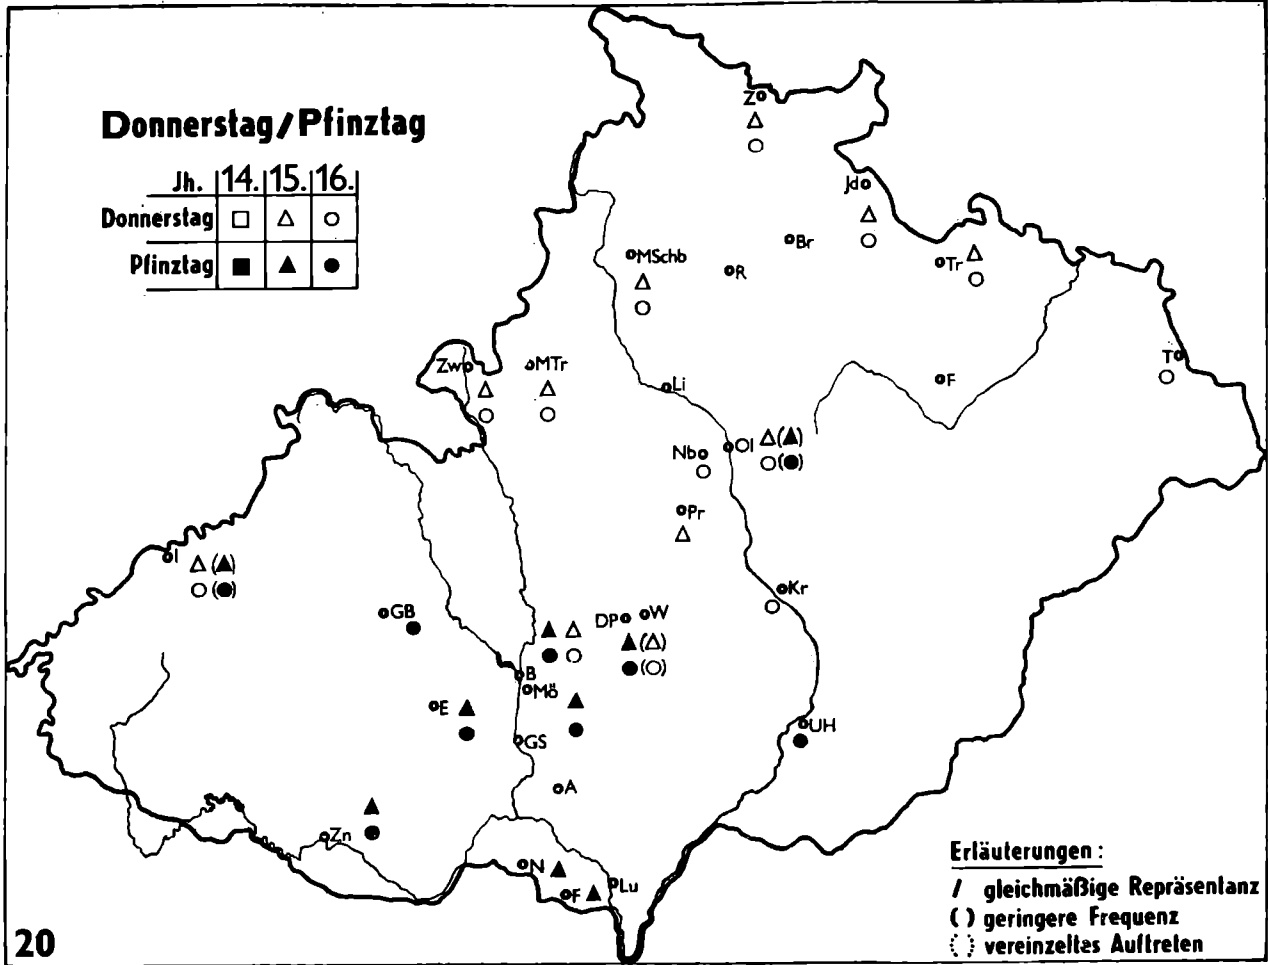 Donnerstag/Pfinztag
Jh. 14. 15. 16.
Donnerstag
Pfinztag
Z
Jd
Br
MSchb
R
Tr
Zw
MTr
T
Li
F
Nb
Ol
Pr
I
Kr
GB
DP W
B
Mö
E
UH
GS
A
Zn
N
F
Lu
Erläuterungen:
/ gleichmäßige Repräsentanz
( ) geringere Frequenz
( ) vereinzeltes Auftreten
20